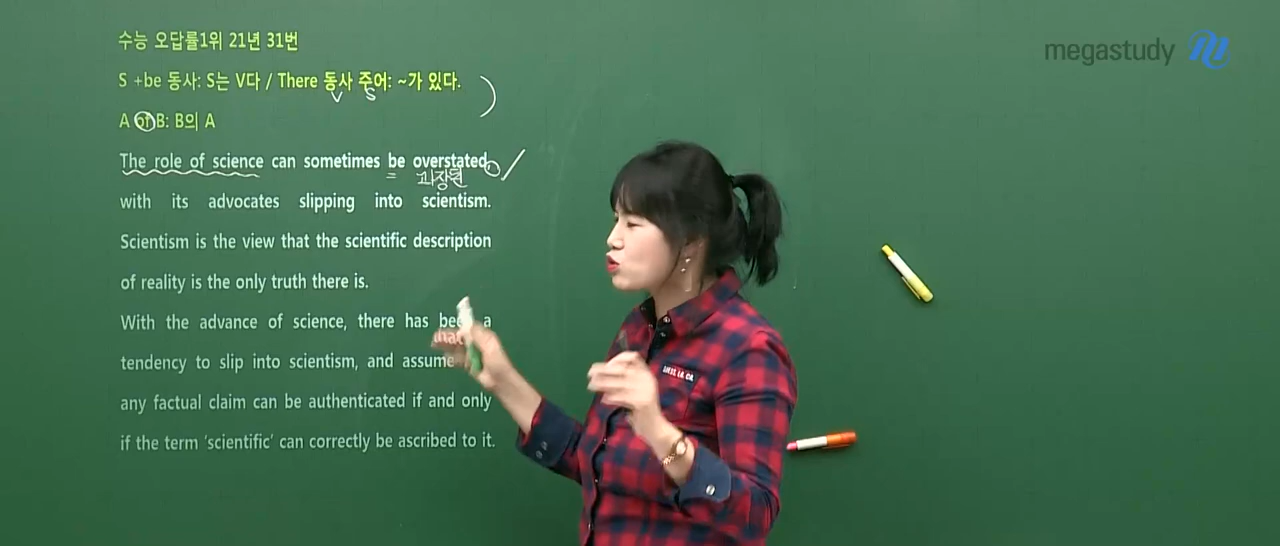 수능 오답률1위 21년 31번
megastudy
S +be 동사: S는 V다 / There 동사 주어: ~가 있다.
V S
A of B: B의 A
The role of science can sometimes be overstated,
과장된
with its advocates slipping into scientism.
Scientism is the view that the scientific description
of reality is the only truth there is.
With the advance of science, there has been a
tendency to slip into scientism, and assume that
any factual claim can be authenticated if and only
if the term ‘scientific’ can correctly be ascribed to it.